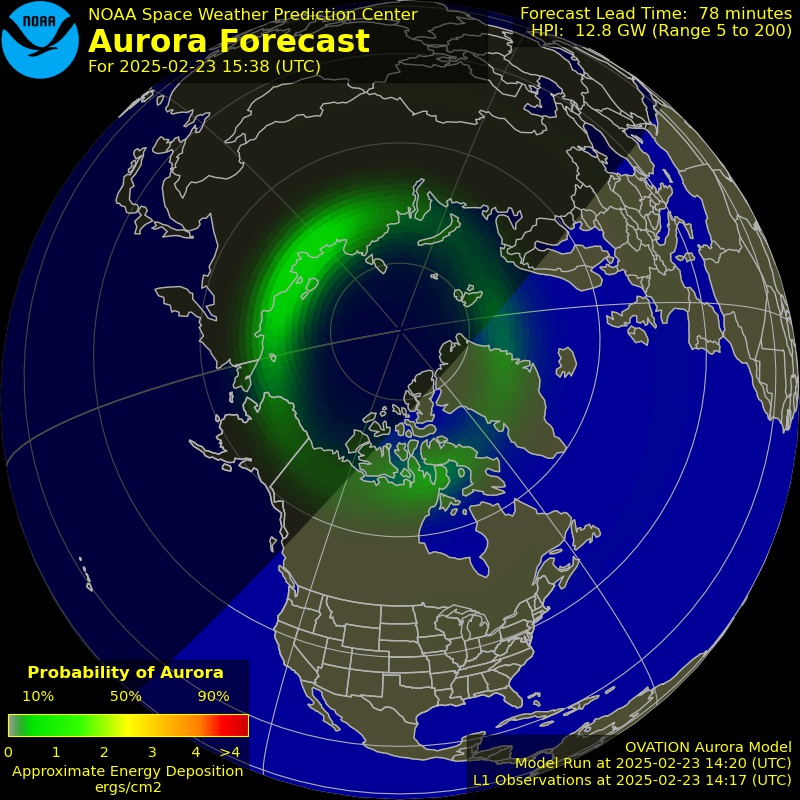 NOAA
NOAA Space Weather Prediction Center
Aurora Forecast
For 2025-02-23 15:38 (UTC)
Forecast Lead Time: 78 minutes
HPI: 12.8 GW (Range 5 to 200)
Probability of Aurora
10% 50% 90%
0 1 2 3 4 >4
Approximate Energy Deposition
ergs/cm2
OVATION Aurora Model
Model Run at 2025-02-23 14:20 (UTC)
L1 Observations at 2025-02-23 14:17 (UTC)